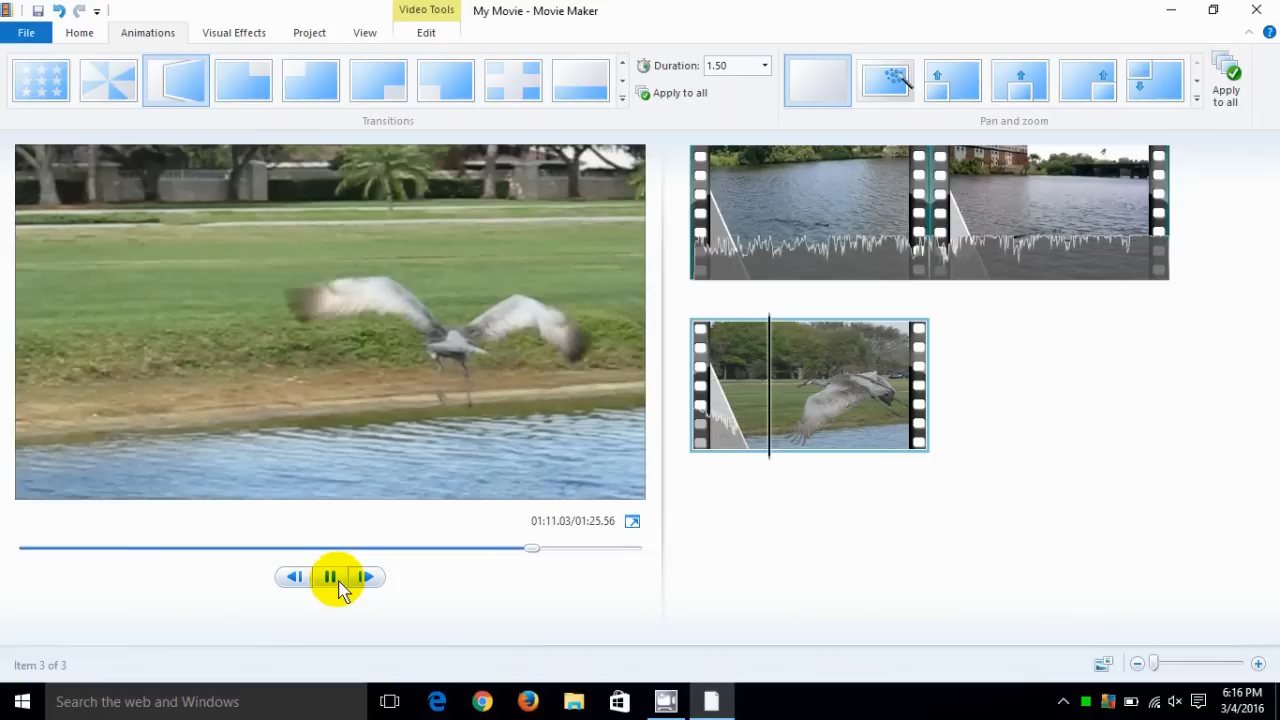 Video Tools
My Movie - Movie Maker
File
Home
Animations
Visual Effects
Project
View
Edit
Duration: 1.50
Apply to all
Apply to all
Transitions
Pan and zoom
01:11.03/01:25.56
Item 3 of 3
Search the web and Windows
6:16 PM
3/4/2016